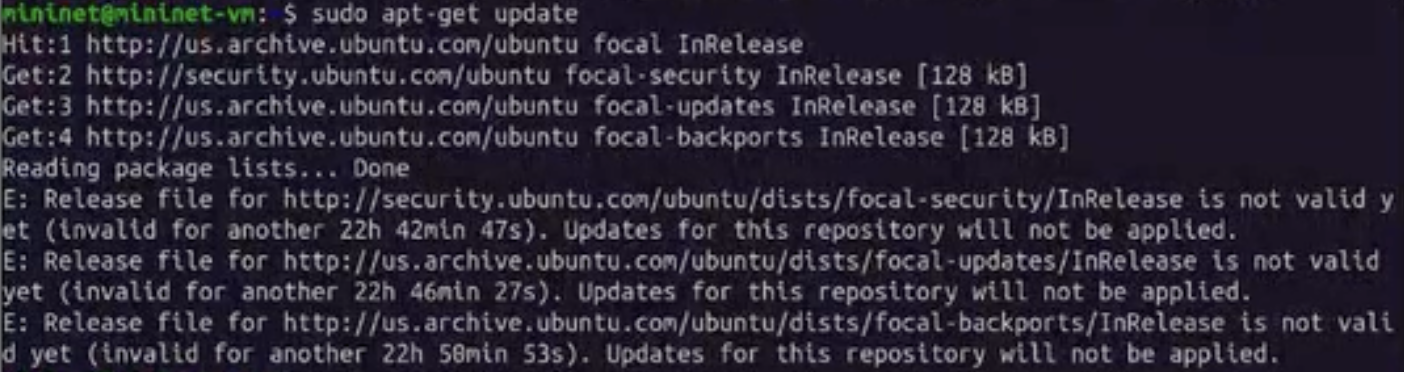 mininet@mininet-vm:~$ sudo apt-get update
Hit:1 http://us.archive.ubuntu.com/ubuntu focal InRelease
Get:2 http://security.ubuntu.com/ubuntu focal-security InRelease [128 kB]
Get:3 http://us.archive.ubuntu.com/ubuntu focal-updates InRelease [128 kB]
Get:4 http://us.archive.ubuntu.com/ubuntu focal-backports InRelease [128 kB]
Reading package lists... Done
E: Release file for http://security.ubuntu.com/ubuntu/dists/focal-security/InRelease is not valid y
et (invalid for another 22h 42min 47s). Updates for this repository will not be applied.
E: Release file for http://us.archive.ubuntu.com/ubuntu/dists/focal-updates/InRelease is not valid
yet (invalid for another 22h 46min 27s). Updates for this repository will not be applied.
E: Release file for http://us.archive.ubuntu.com/ubuntu/dists/focal-backports/InRelease is not vali
d yet (invalid for another 22h 50min 53s). Updates for this repository will not be applied.